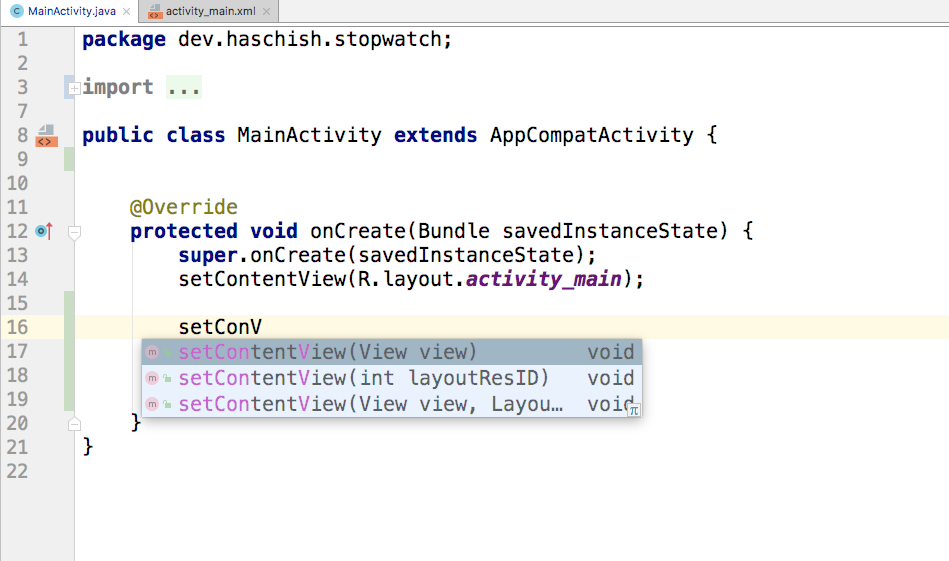 MainActivity.java
activity_main.xml
1 package dev.haschish.stopwatch;
2
3 import ...
7
8 public class MainActivity extends AppCompatActivity {
9
10
11 @Override
12 protected void onCreate(Bundle savedInstanceState) {
13 super.onCreate(savedInstanceState);
14 setContentView(R.layout.activity_main);
15
16 setConV
17 setContentView(View view) void
18 setContentView(int layoutResID) void
19 setContentView(View view, Layou… void
20 }
21 }
22